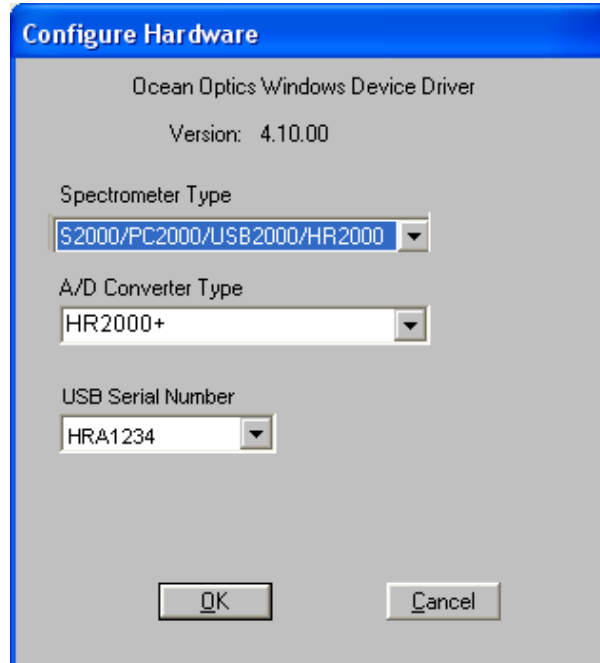 Configure Hardware
Ocean Optics Windows Device Driver
Version: 4.10.00
Spectrometer Type
S2000/PC2000/USB2000/HR2000
A/D Converter Type
HR2000+
USB Serial Number
HRA1234
OK Cancel